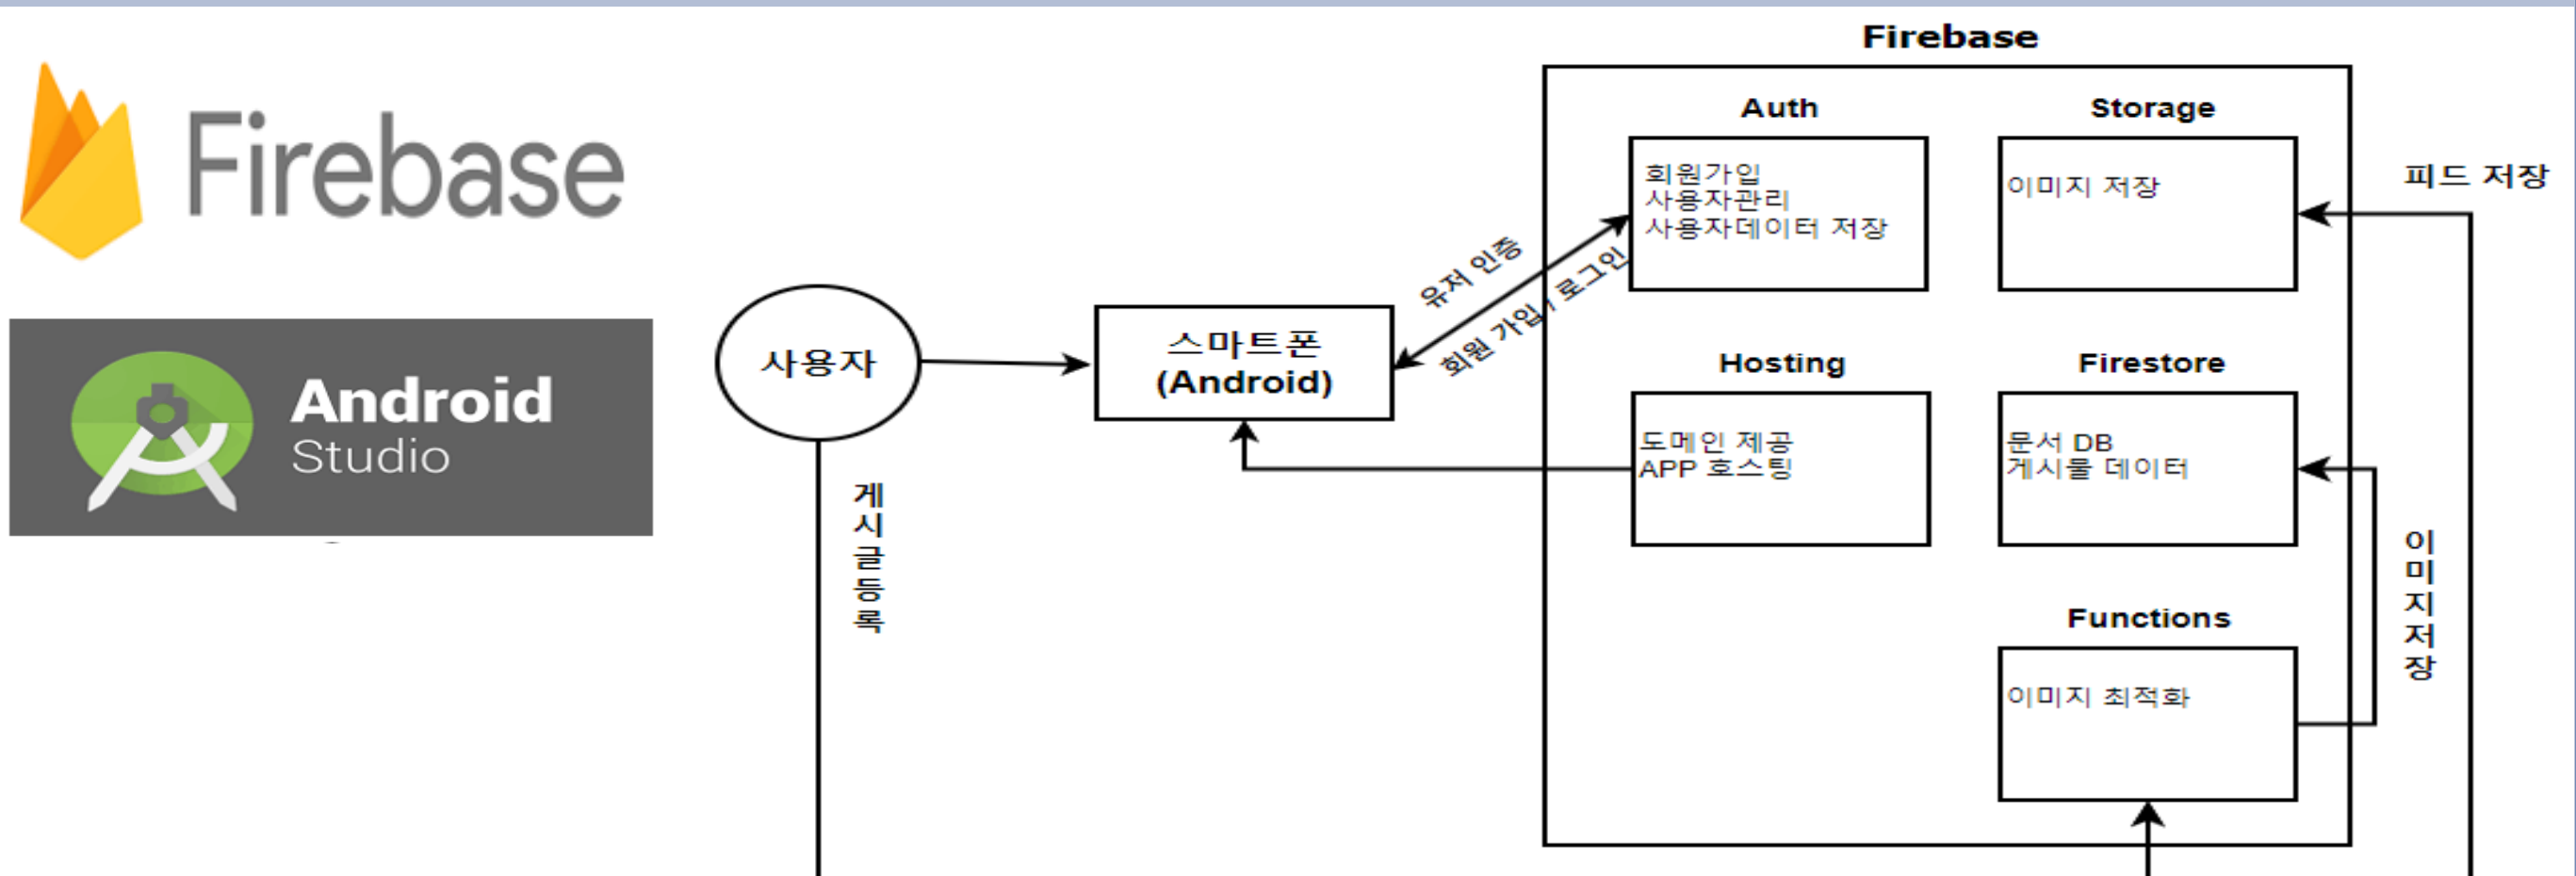 Firebase
Android
Studio
사용자
게시글등록
스마트폰
(Android)
유저 인증
회원 가입 / 로그인
Firebase
Auth
회원가입
사용자관리
사용자데이터 저장
Storage
이미지 저장
피드 저장
Hosting
도메인 제공
APP 호스팅
Firestore
문서 DB
게시물 데이터
이미지저장
Functions
이미지 최적화